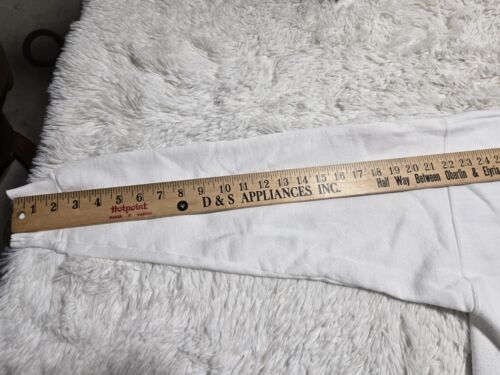 1 2 3 4 5 6 7 8 9 10 11 12 13 14 15 16 17 18 19 20 21 22 23 24
Hotpoint
D & S APPLIANCES INC.
Half Way Between Oberlin & Elyria